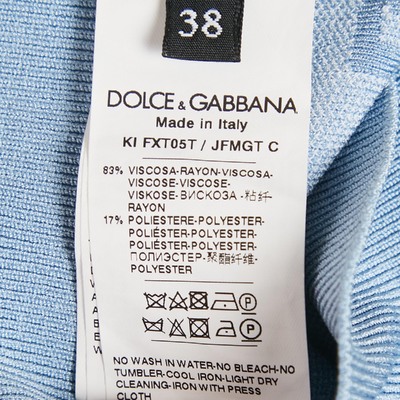 38
DOLCE & GABBANA
Made in Italy
KI FXT05T / JFMGT C
83% VISCOSA-RAYON-VISCOSA-
VISCOSE-VISCOSE-
VISKOSE-ВИСКОЗА-粘纤-
RAYON
17% POLIESTERE-POLYESTER-
POLIÉSTER-POLYESTER-
POLIÉSTER-POLYESTER-
ПОЛИЭСТЕР-聚酯纤维-
POLYESTER
NO WASH IN WATER-NO BLEACH-NO
TUMBLER-COOL IRON-LIGHT DRY
CLEANING-IRON WITH PRESS
CLOTH